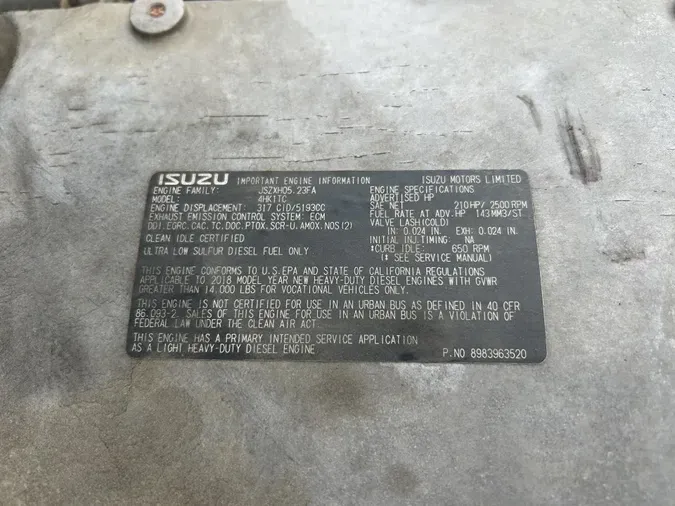 ISUZU IMPORTANT ENGINE INFORMATION ISUZU MOTORS LIMITED
ENGINE FAMILY: JSZXH05.23FA
MODEL: 4HK1TC
ENGINE DISPLACEMENT: 317 CID/5193CC
EXHAUST EMISSION CONTROL SYSTEM: ECM
DDI,EGRC,CAC,TC,DOC,PTOX,SCR-U,AMOX,NOS(2)
CLEAN IDLE CERTIFIED
ULTRA LOW SULFUR DIESEL FUEL ONLY
ENGINE SPECIFICATIONS
ADVERTISED HP
SAE NET: 210HP/ 2500RPM
FUEL RATE AT ADV.HP 143MM3/ST.
VALVE LASH(COLD)
IN: 0.024 IN. EXH: 0.024 IN.
INITIAL INJ TIMING: NA
*CURB IDLE: 650 RPM
(* SEE SERVICE MANUAL)
THIS ENGINE CONFORMS TO U.S.EPA AND STATE OF CALIFORNIA REGULATIONS
APPLICABLE TO 2018 MODEL YEAR NEW HEAVY-DUTY DIESEL ENGINES WITH GVWR
GREATER THAN 14,000 LBS FOR VOCATIONAL VEHICLES ONLY.
THIS ENGINE IS NOT CERTIFIED FOR USE IN AN URBAN BUS AS DEFINED IN 40 CFR
86.093-2. SALES OF THIS ENGINE FOR USE IN AN URBAN BUS IS A VIOLATION OF
FEDERAL LAW UNDER THE CLEAN AIR ACT.
THIS ENGINE HAS A PRIMARY INTENDED SERVICE APPLICATION
AS A LIGHT HEAVY-DUTY DIESEL ENGINE P.NO 8983963520